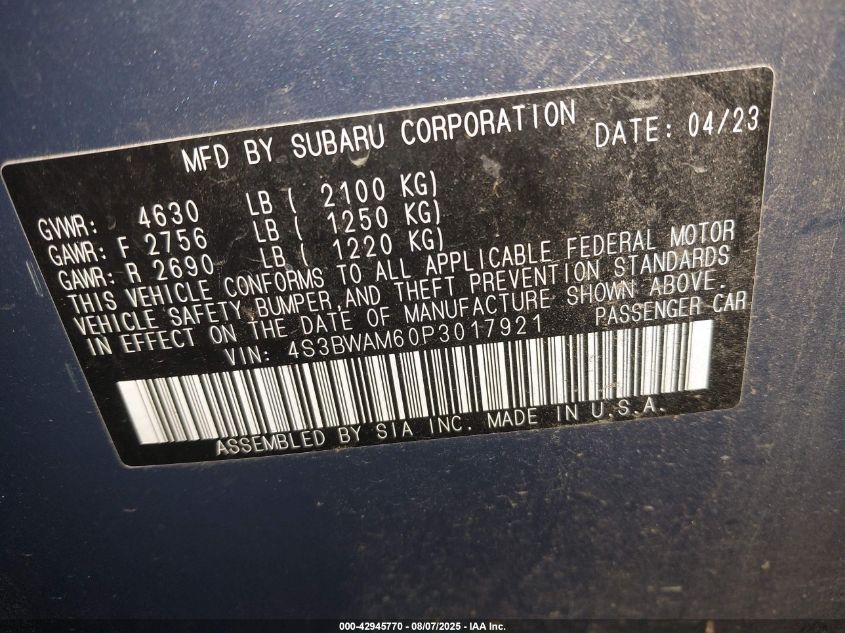 MFD BY SUBARU CORPORATION DATE: 04/23
GVWR: 4630 LB ( 2100 KG)
GAWR: F 2756 LB ( 1250 KG)
GAWR: R 2690 LB ( 1220 KG)
THIS VEHICLE CONFORMS TO ALL APPLICABLE FEDERAL MOTOR
VEHICLE SAFETY BUMPER AND THEFT PREVENTION STANDARDS
IN EFFECT ON THE DATE OF MANUFACTURE SHOWN ABOVE.
VIN: 4S3BWAM60P3017921 PASSENGER CAR
ASSEMBLED BY SIA INC. MADE IN U.S.A.
000-42945770 - 08/07/2025 - IAA Inc.